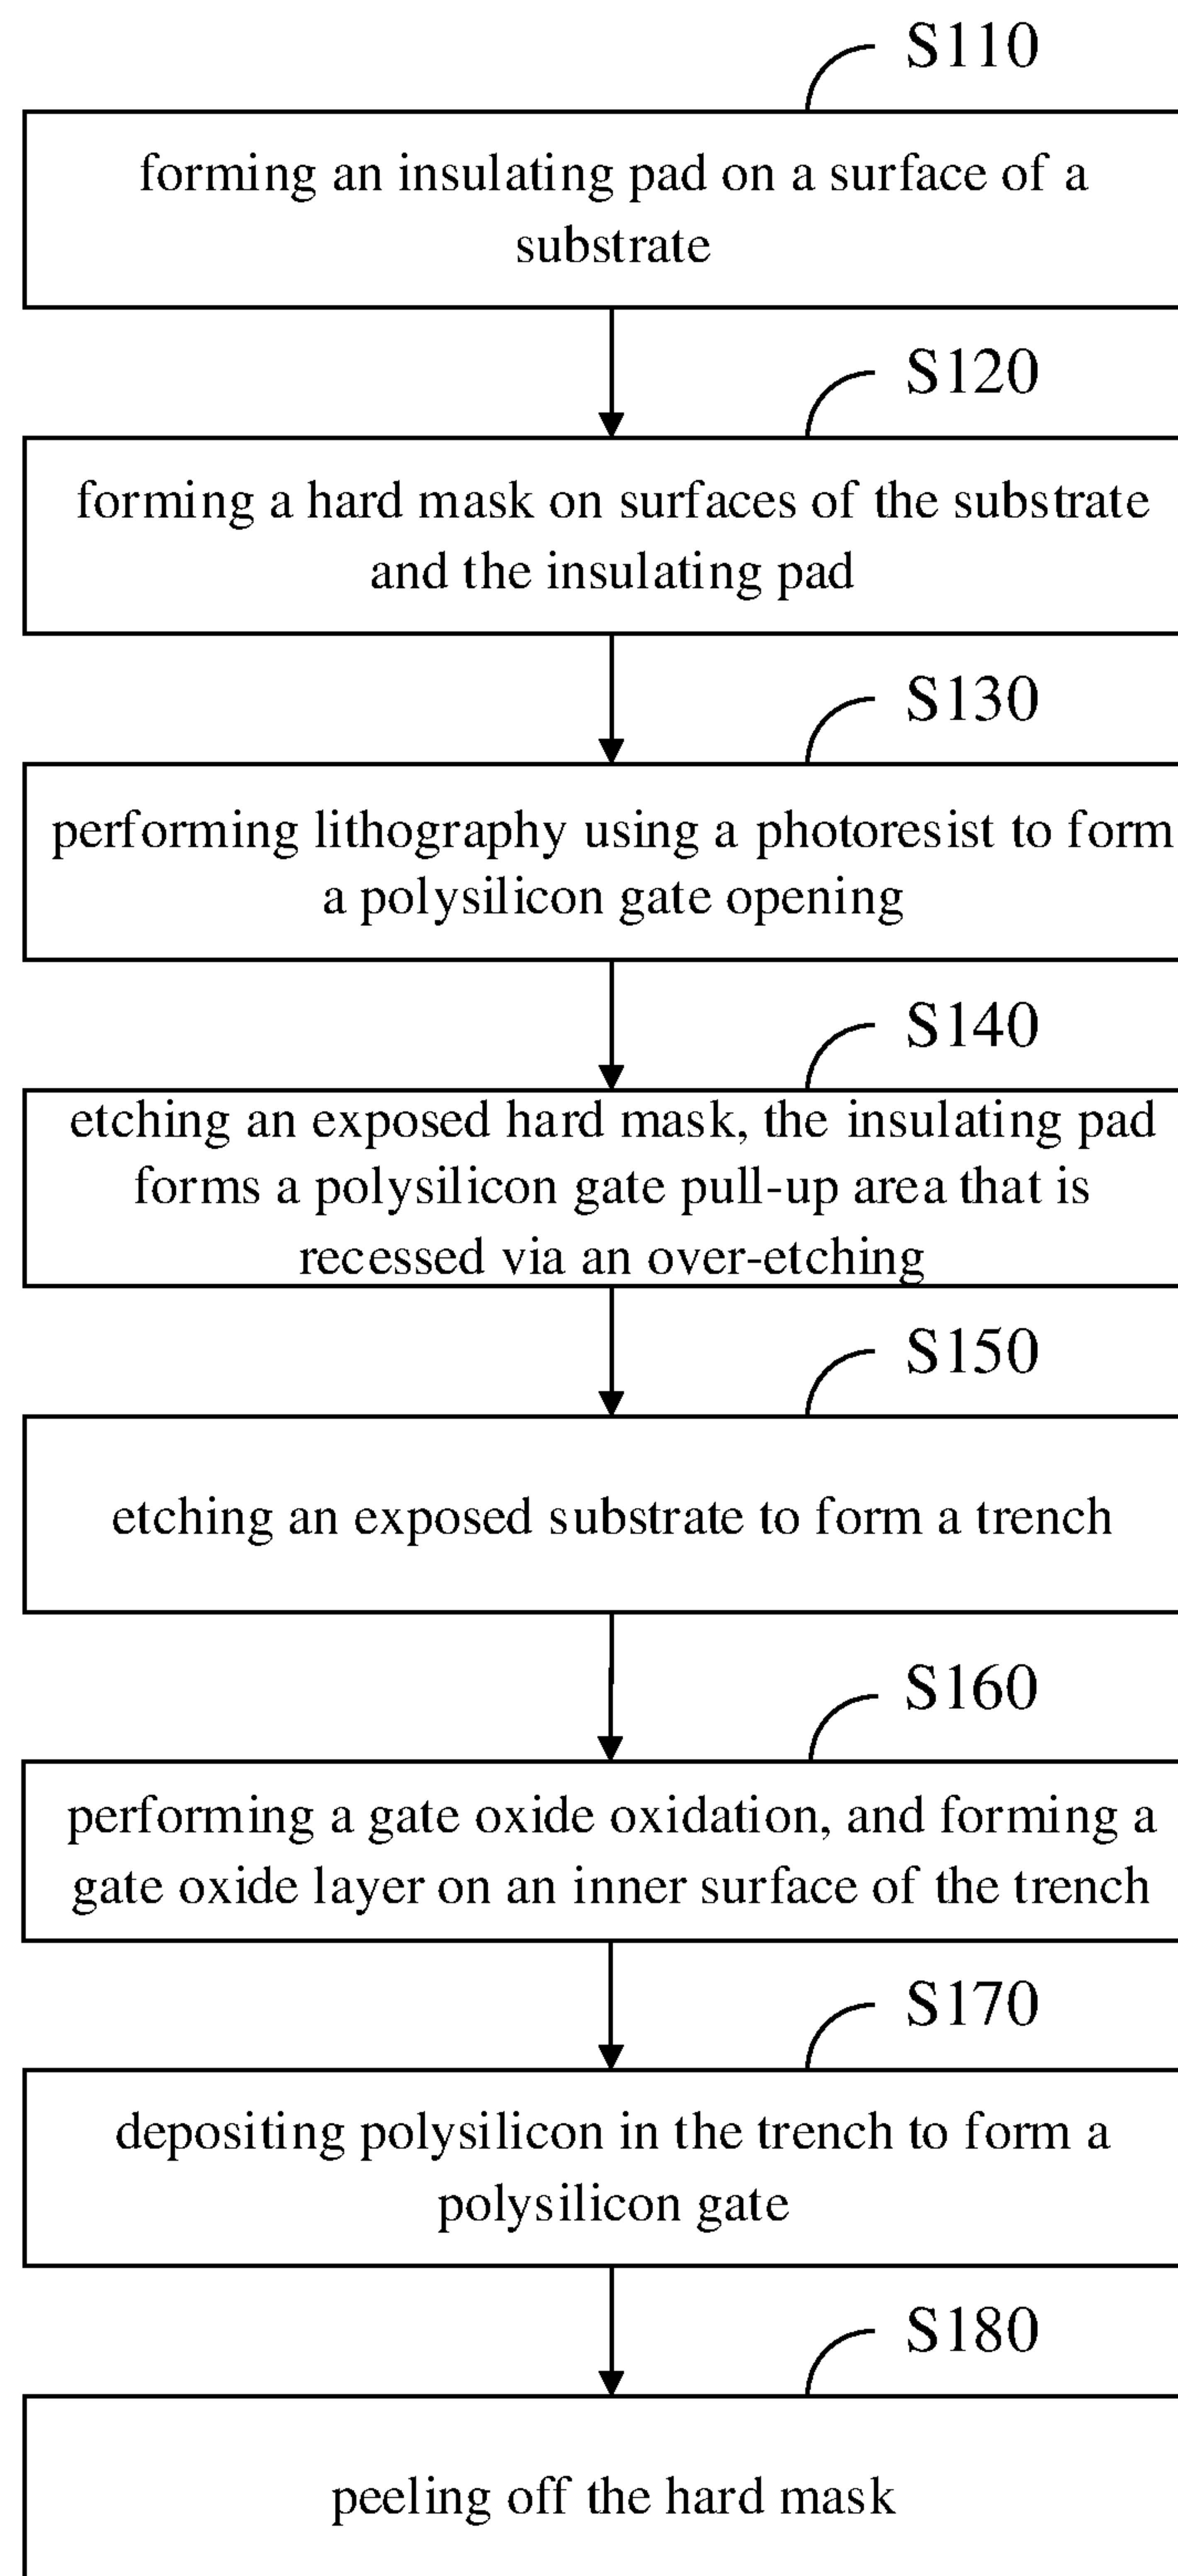 S110
forming an insulating pad on a surface of a
substrate
S120
forming a hard mask on surfaces of the substrate
and the insulating pad
S130
performing lithography using a photoresist to form
a polysilicon gate opening
S140
etching an exposed hard mask, the insulating pad
forms a polysilicon gate pull-up area that is
recessed via an over-etching
S150
etching an exposed substrate to form a trench
S160
performing a gate oxide oxidation, and forming a
gate oxide layer on an inner surface of the trench
S170
depositing polysilicon in the trench to form a
polysilicon gate
S180
peeling off the hard mask